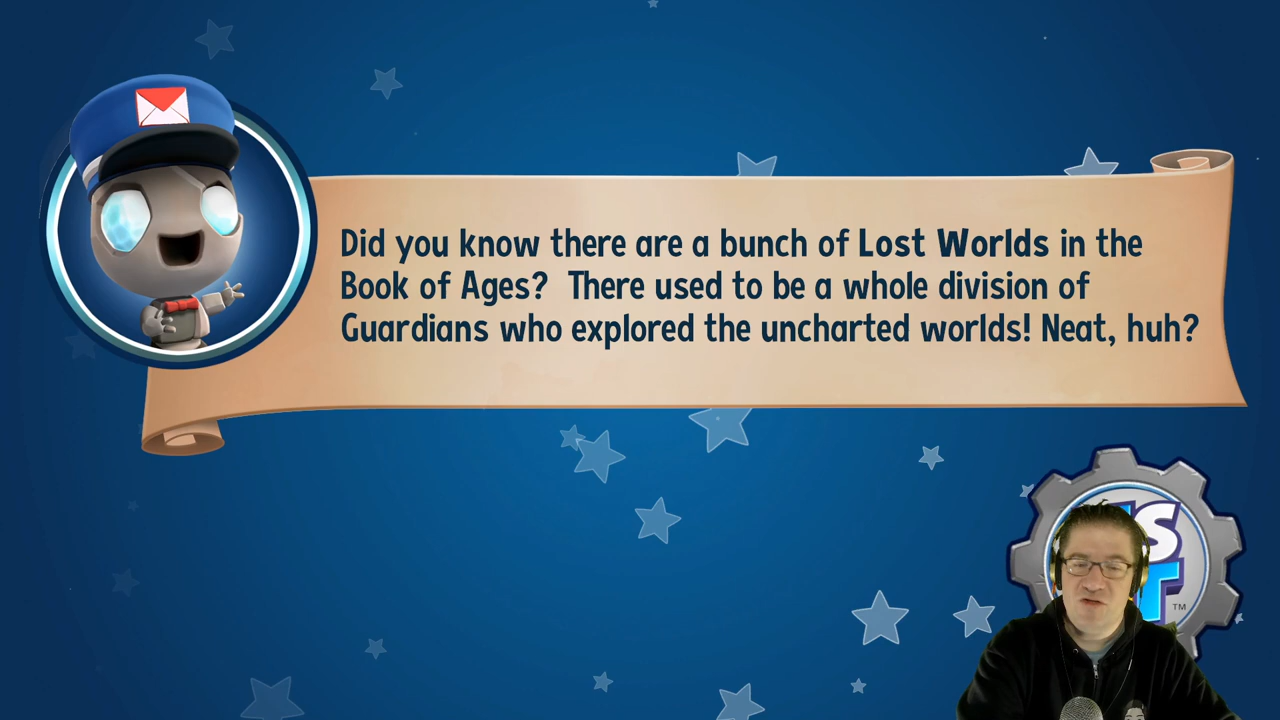 Did you know there are a bunch of Lost Worlds in the
Book of Ages?  There used to be a whole division of
Guardians who explored the uncharted worlds! Neat, huh?
TM